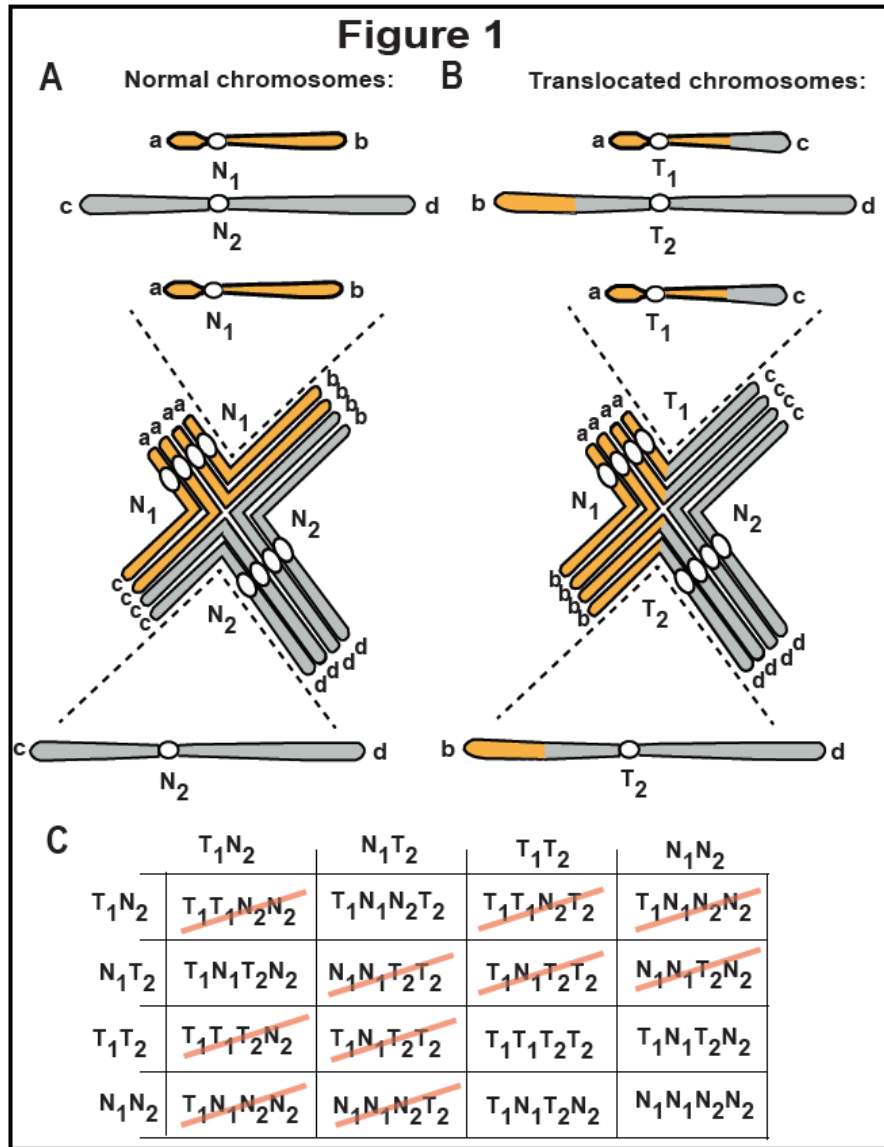 Figure 1
A Normal chromosomes: B Translocated chromosomes:
a b a c
N1 T1
c d b d
N2 T2
a b a c
N1 T1
a a a a N1 b b b b a a a a T1 c c c c
N1 N2 N1 N2
c c c c N2 d d d d b b b b T2 d d d d
c d b d
N2 T2
C
T1N2 N1T2 T1T2 N1N2
T1N2 T1T1N2N2 T1N1N2T2 T1T1N2T2 T1N1N2N2
N1T2 T1N1T2N2 N1N1T2T2 T1N1T2T2 N1N1T2N2
T1T2 T1T1T2N2 T1N1T2T2 T1T1T2T2 T1N1T2N2
N1N2 T1N1N2N2 N1N1N2T2 T1N1T2N2 N1N1N2N2